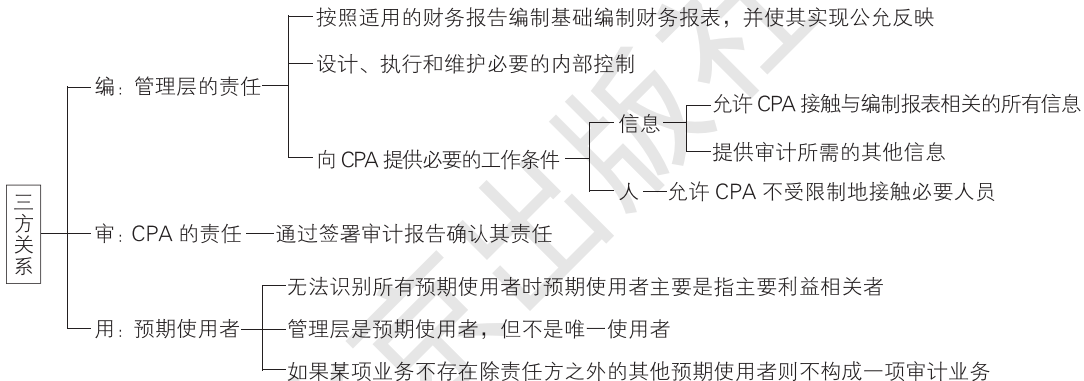 三方关系
编：管理层的责任
按照适用的财务报告编制基础编制财务报表，并使其实现公允反映
设计、执行和维护必要的内部控制
向 CPA 提供必要的工作条件
信息
允许 CPA 接触与编制报表相关的所有信息
提供审计所需的其他信息
人
允许 CPA 不受限制地接触必要人员
审：CPA 的责任
通过签署审计报告确认其责任
用：预期使用者
无法识别所有预期使用者时预期使用者主要是指主要利益相关者
管理层是预期使用者，但不是唯一使用者
如果某项业务不存在除责任方之外的其他预期使用者则不构成一项审计业务
京出版社